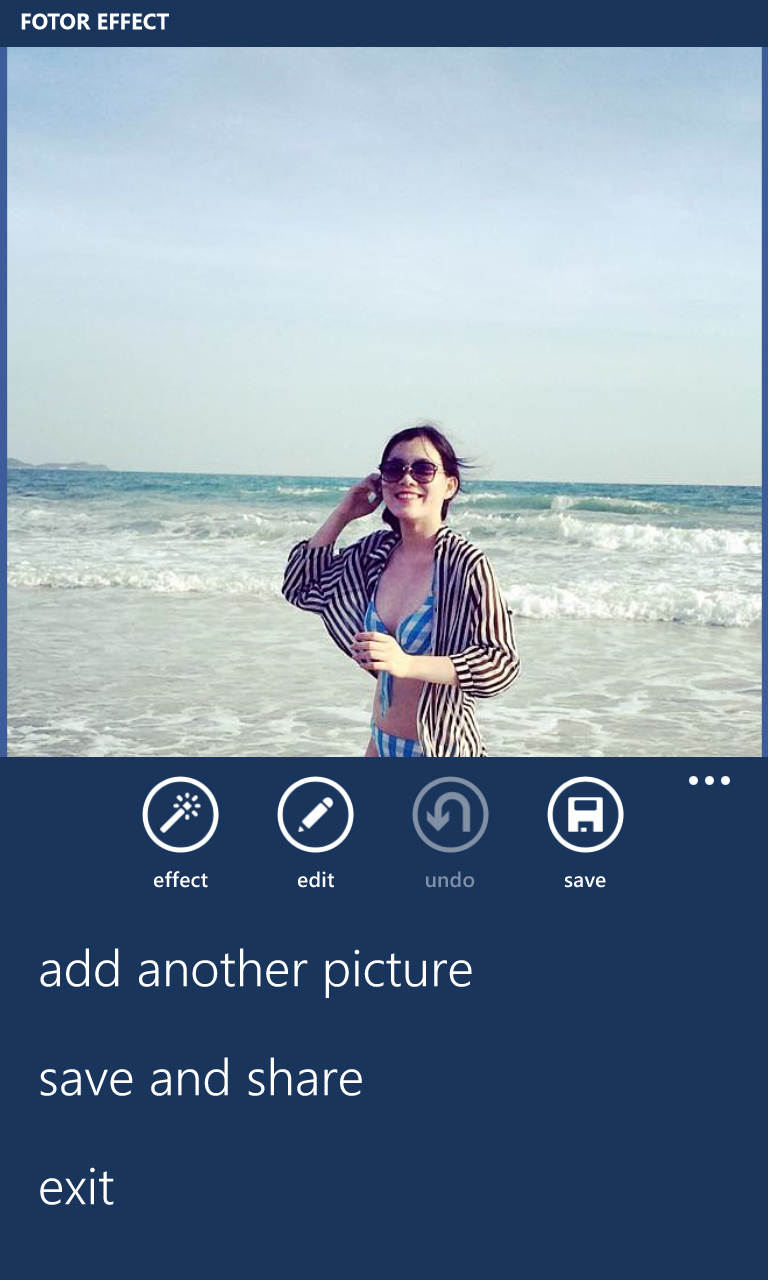 FOTOR EFFECT
effect
edit
undo
save
add another picture
save and share
exit